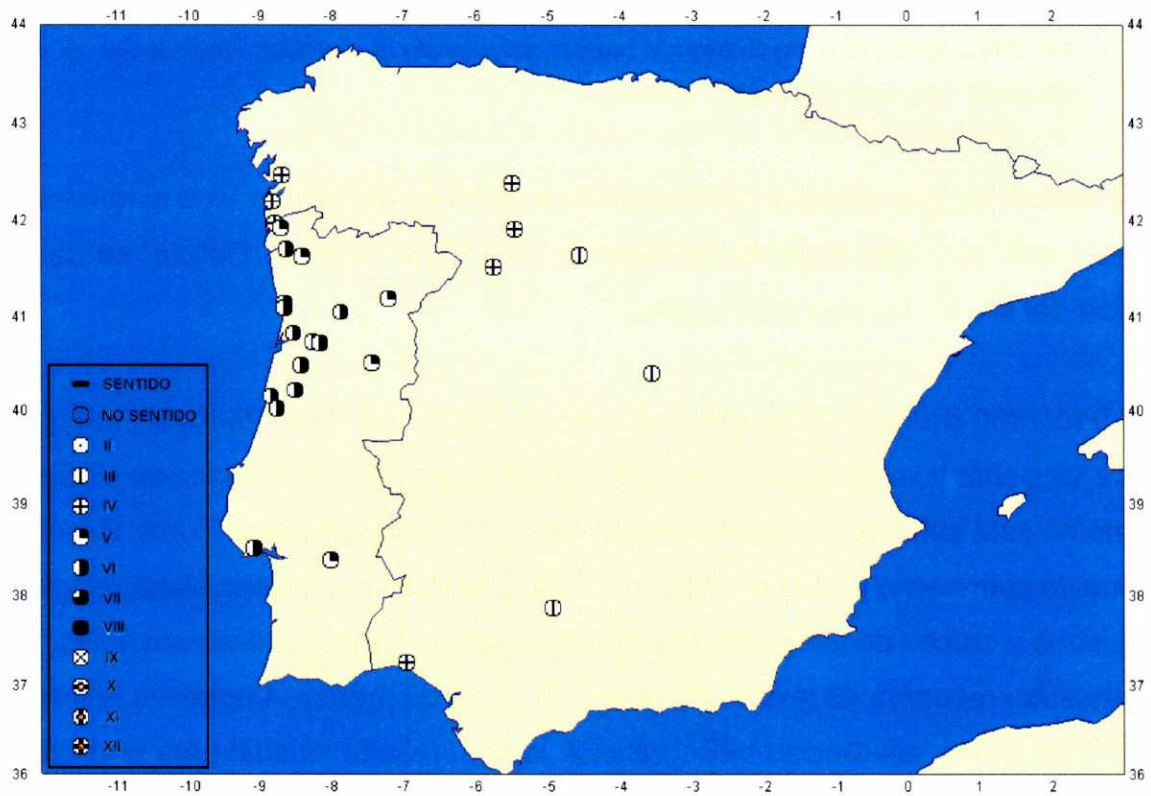 -11 -10 -9 -8 -7 -6 -5 -4 -3 -2 -1 0 1 2
44 44
43 43
42 42
41 41
40 40
39 39
38 38
37 37
36 36
SENTIDO
NO SENTIDO
II
III
IV
V
VI
VII
VIII
IX
X
XI
XII
-11 -10 -9 -8 -7 -6 -5 -4 -3 -2 -1 0 1 2